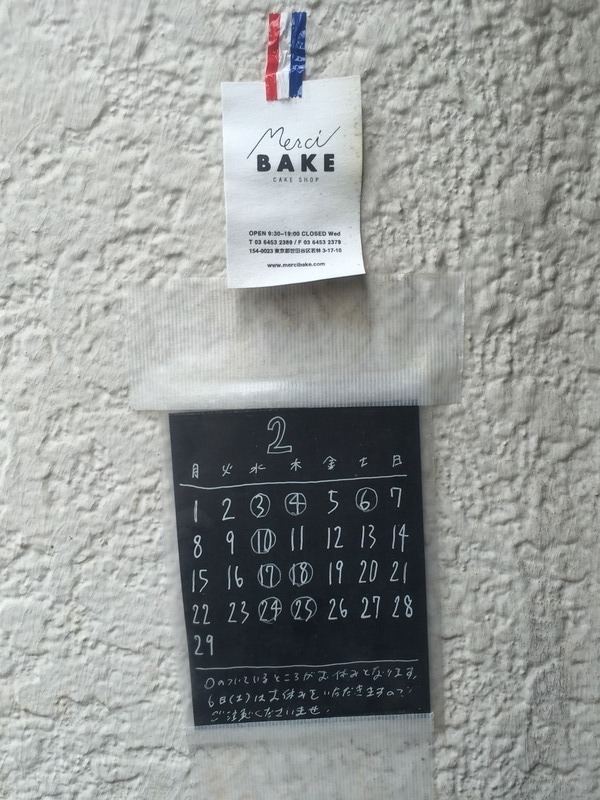 Merci
BAKE
CAKE SHOP
OPEN 9:30–19:00 CLOSED Wed
T 03 6453 2389 / F 03 6453 2379
154-0023 東京都世田谷区若林 3-17-10
www.mercibake.com
2
月 火 水 木 金 土 日
1 2 3 4 5 6 7
8 9 10 11 12 13 14
15 16 17 18 19 20 21
22 23 24 25 26 27 28
29
○のついているところがお休みとなります。
6日(土)はお休みをいただきますので
ご注意くださいませ。